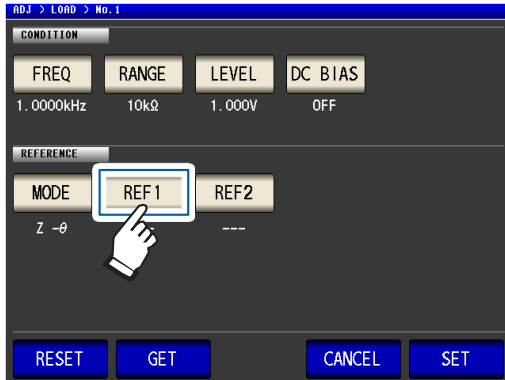 ADJ > LOAD > No.1
CONDITION
FREQ RANGE LEVEL DC BIAS
1.0000kHz 10kΩ 1.000V OFF
REFERENCE
MODE REF1 REF2
Z -θ ---
RESET GET CANCEL SET